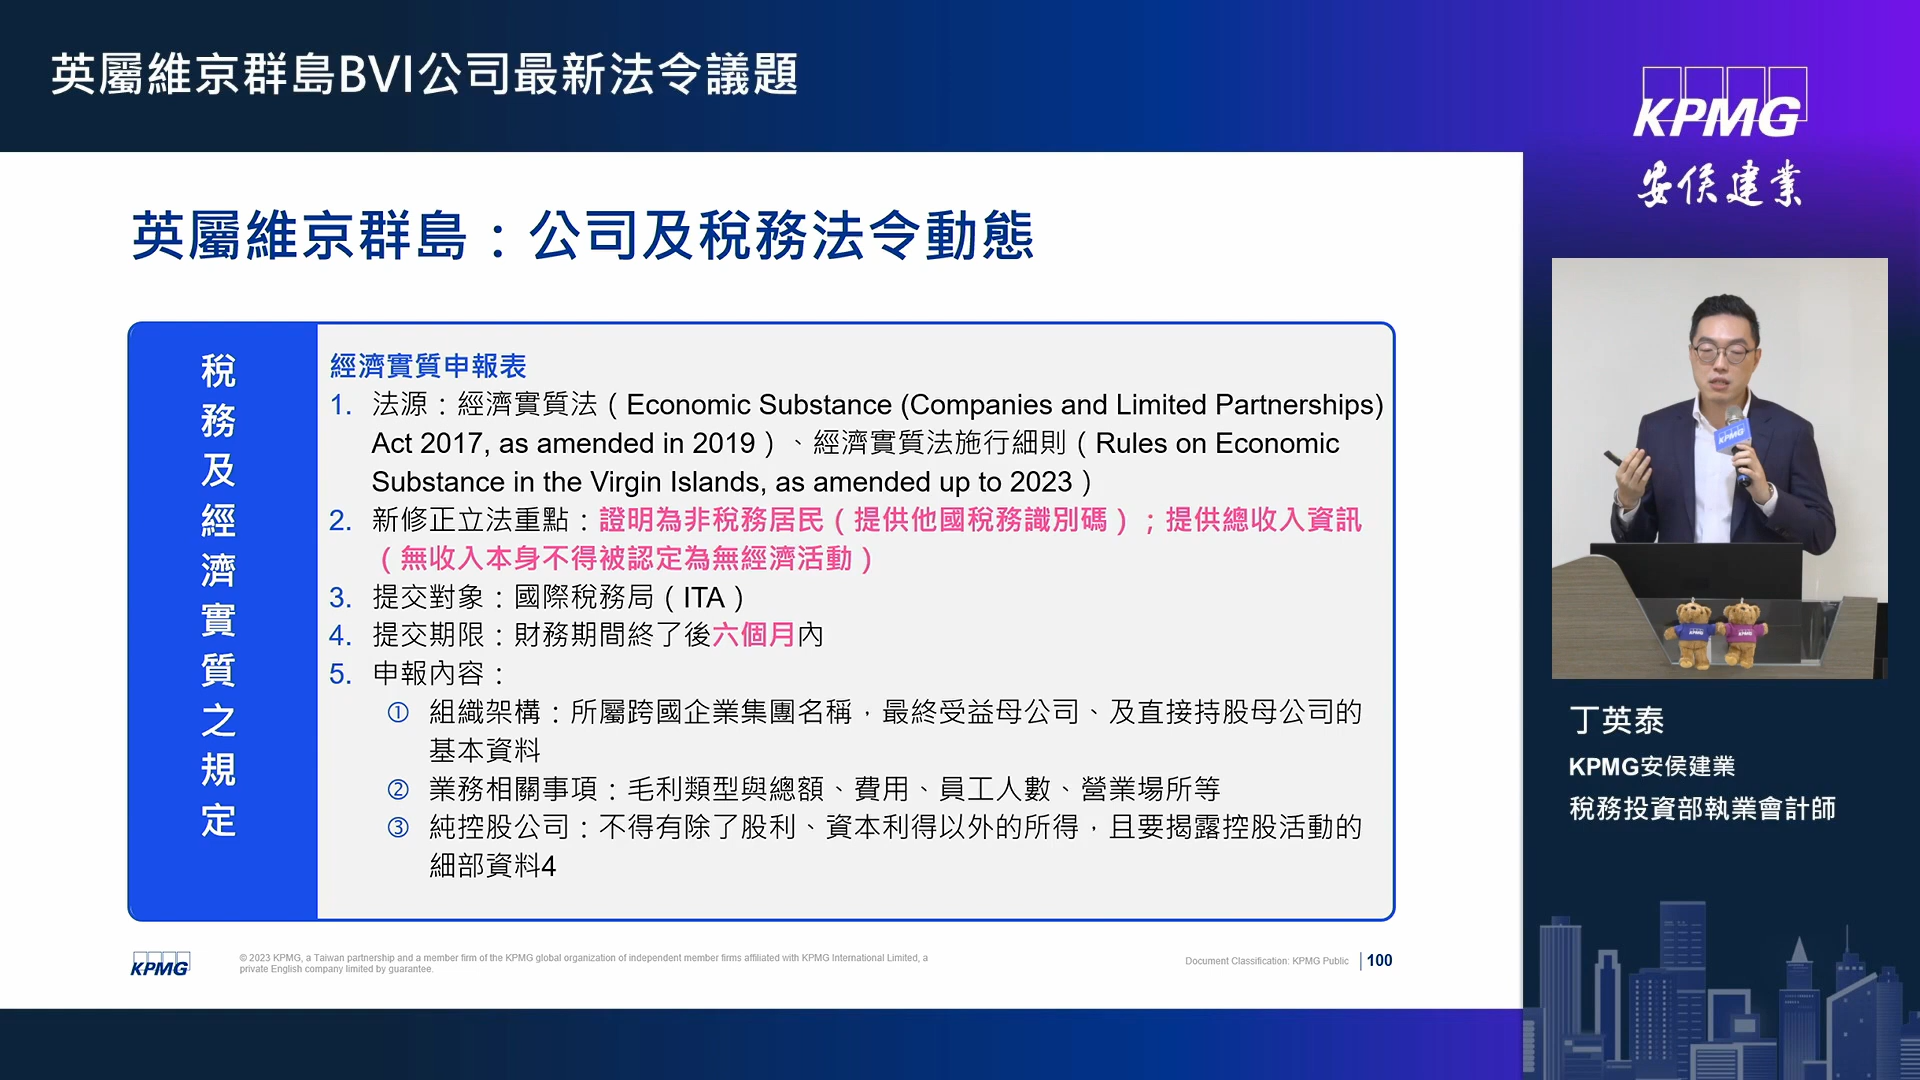 英屬維京群島BVI公司最新法令議題
KPMG
安侯建業
英屬維京群島：公司及稅務法令動態
稅務及經濟實質之規定
經濟實質申報表
1. 法源：經濟實質法（Economic Substance (Companies and Limited Partnerships)
Act 2017, as amended in 2019）、經濟實質法施行細則（Rules on Economic
Substance in the Virgin Islands, as amended up to 2023）
2. 新修正立法重點：證明為非稅務居民（提供他國稅務識別碼）；提供總收入資訊
（無收入本身不得被認定為無經濟活動）
3. 提交對象：國際稅務局（ITA）
4. 提交期限：財務期間終了後六個月內
5. 申報內容：
① 組織架構：所屬跨國企業集團名稱，最終受益母公司、及直接持股母公司的
基本資料
② 業務相關事項：毛利類型與總額、費用、員工人數、營業場所等
③ 純控股公司：不得有除了股利、資本利得以外的所得，且要揭露控股活動的
細部資料4
KPMG
© 2023 KPMG, a Taiwan partnership and a member firm of the KPMG global organization of independent member firms affiliated with KPMG International Limited, a
private English company limited by guarantee.
Document Classification: KPMG Public
100
KPMG
丁英泰
KPMG安侯建業
稅務投資部執業會計師